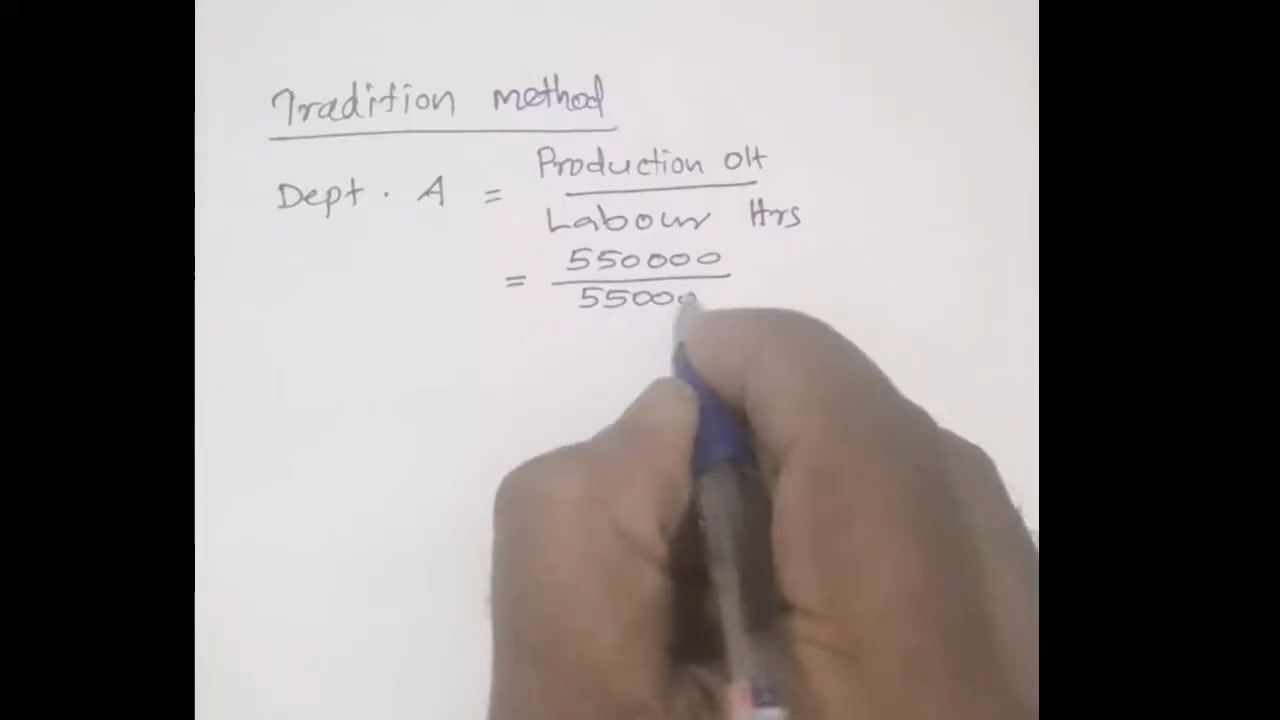 Tradition method
Dept. A = Production OH
Labour Hrs
= 550000
55000